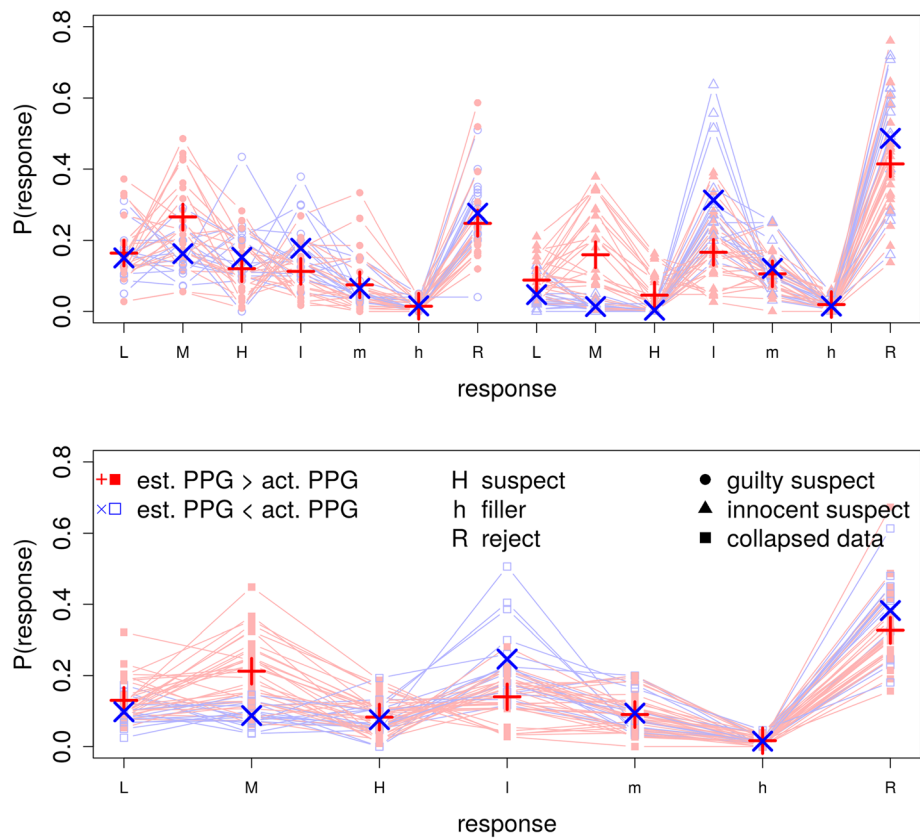 P(response)
0.0 0.2 0.4 0.6 0.8
L M H l m h R L M H l m h R
response
P(response)
0.0 0.2 0.4 0.6 0.8
est. PPG > act. PPG
est. PPG < act. PPG
H suspect
h filler
R reject
guilty suspect
innocent suspect
collapsed data
L M H l m h R
response